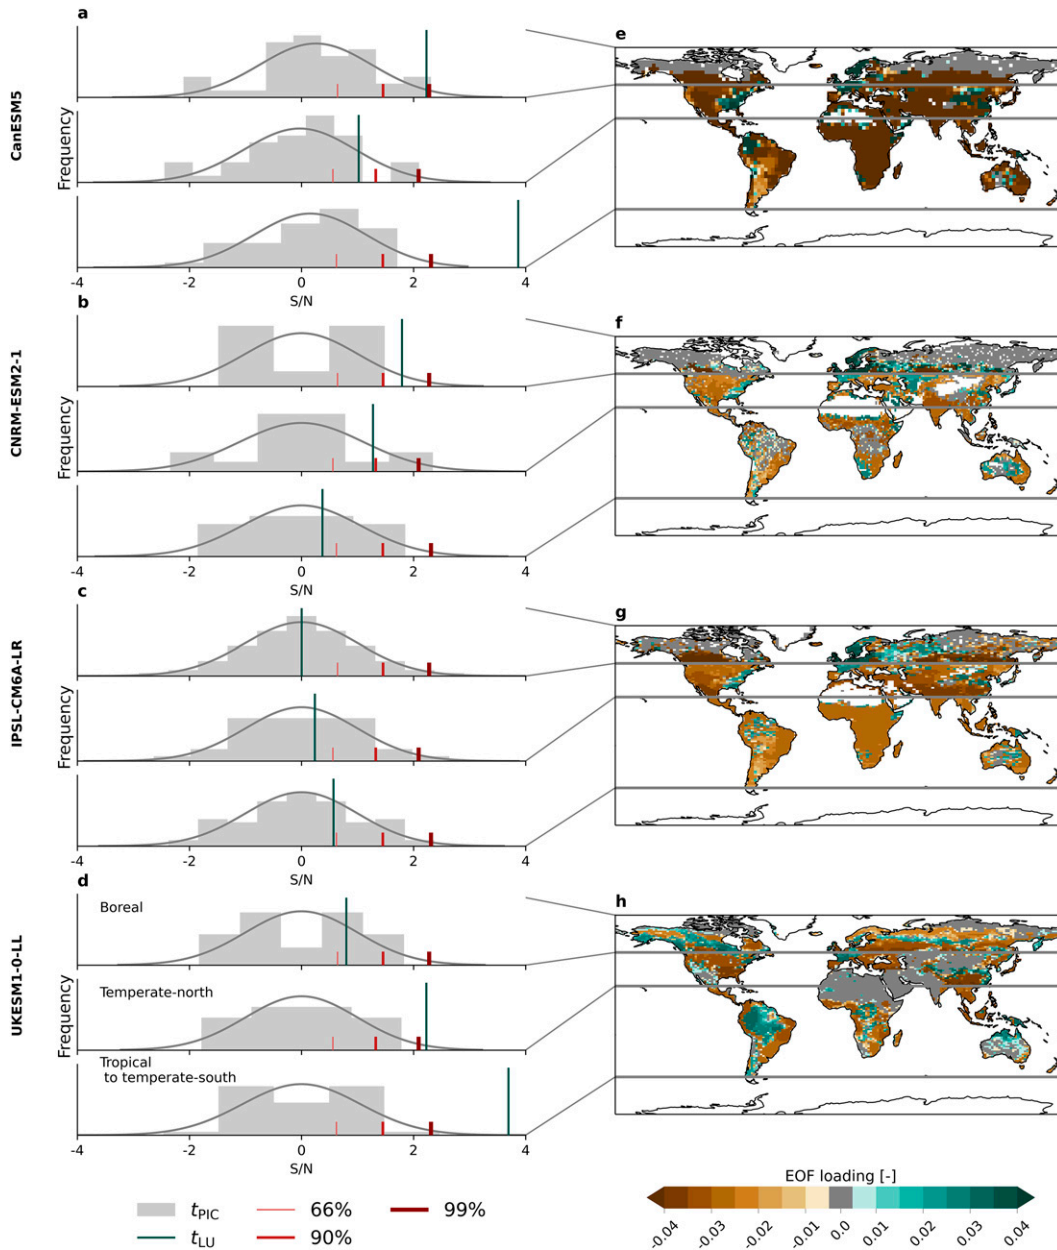 a
CanESM5
Frequency
-4
-2
0
2
4
S/N
e
b
CNRM-ESM2-1
Frequency
-4
-2
0
2
4
S/N
f
c
IPSL-CM6A-LR
Frequency
-4
-2
0
2
4
S/N
g
d
UKESM1-0-LL
Frequency
Boreal
Temperate-north
Tropical
to temperate-south
-4
-2
0
2
4
S/N
h
tPIC
tLU
66%
90%
99%
EOF loading [-]
-0.04
-0.03
-0.02
-0.01
0.0
0.01
0.02
0.03
0.04